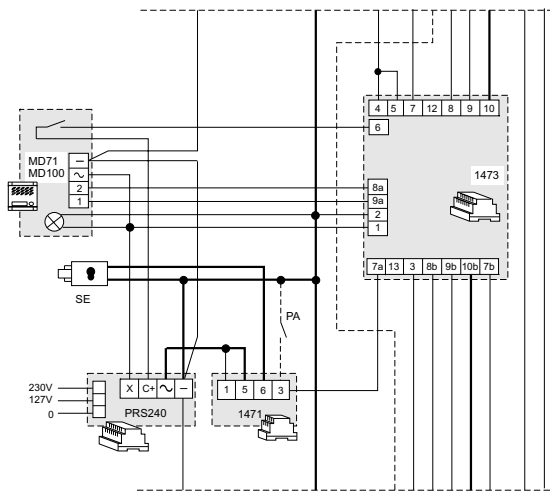 4 5 7 12 8 9 10
6
MD71
MD100
–
~
2
1
1473
8a
9a
2
1
7a 13 3 8b 9b 10b 7b
SE
PA
230V
127V
0
X C+ ~ –
PRS240
1 5 6 3
1471